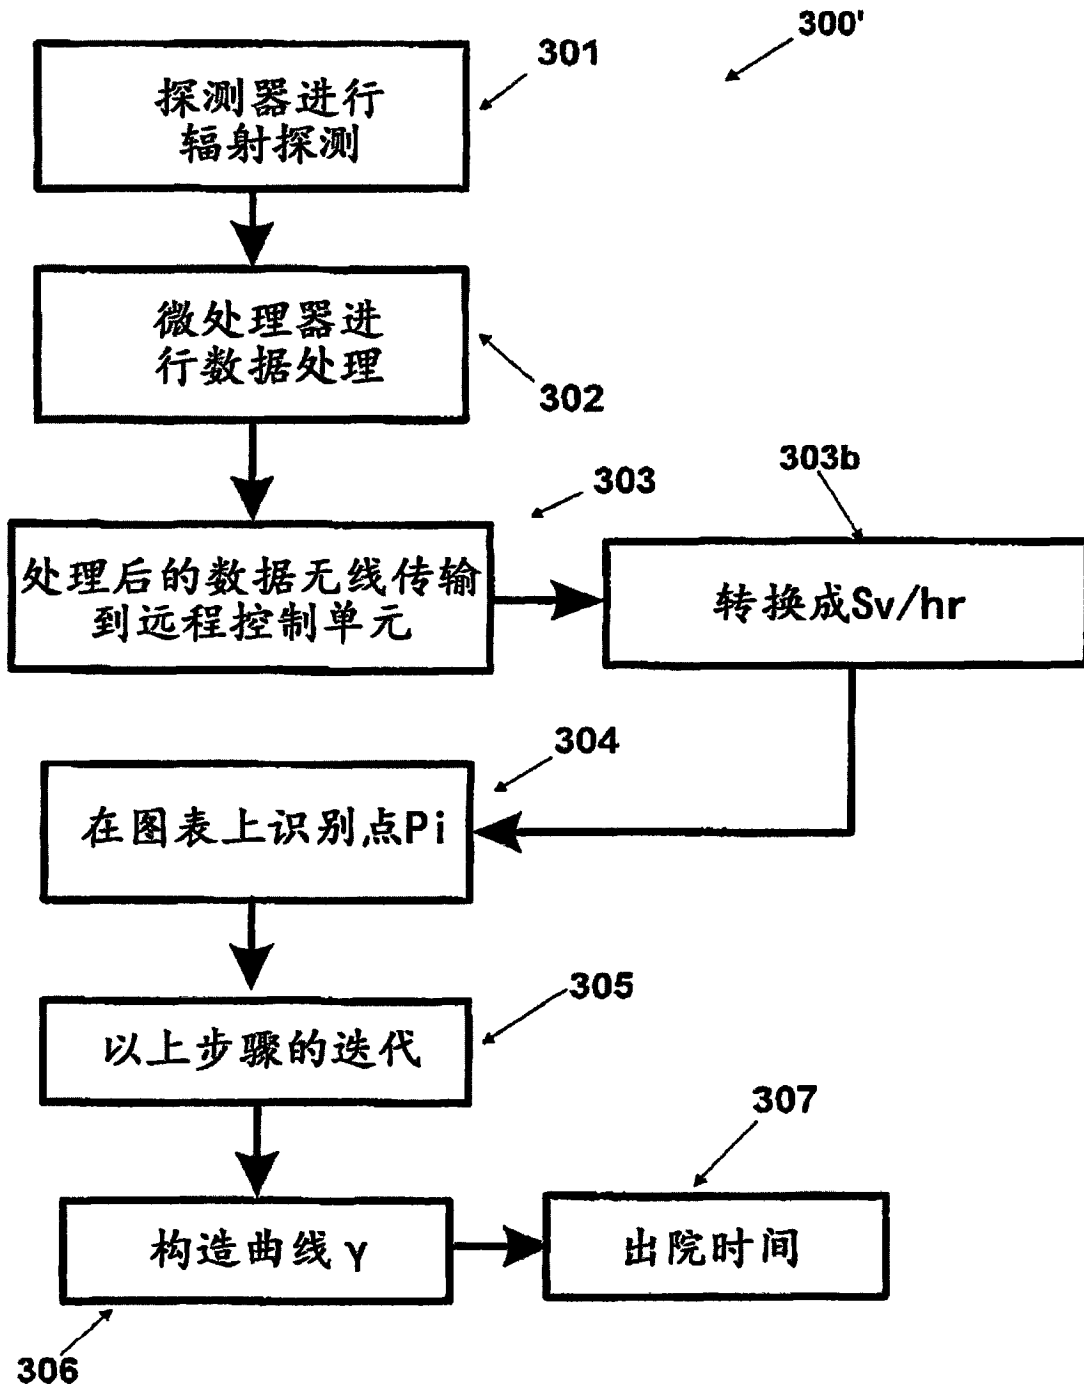 300'
301
探测器进行
辐射探测
微处理器进
行数据处理
302
303
303b
处理后的数据无线传输
到远程控制单元
转换成Sv/hr
304
在图表上识别点Pi
305
以上步骤的迭代
307
构造曲线 γ
出院时间
306